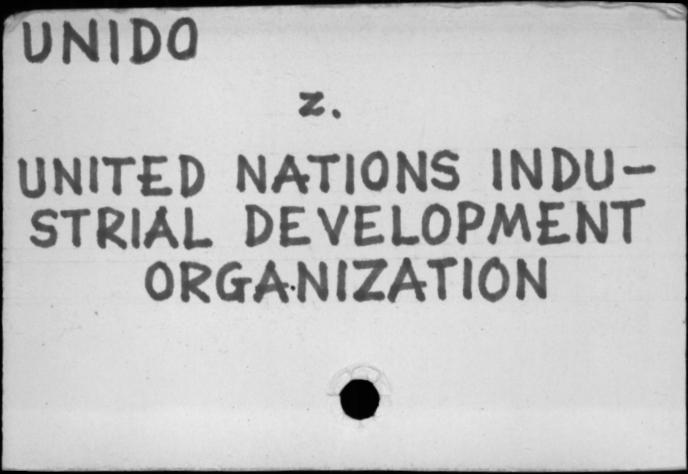 UNIDO
z.
UNITED NATIONS INDU-
STRIAL DEVELOPMENT
ORGANIZATION